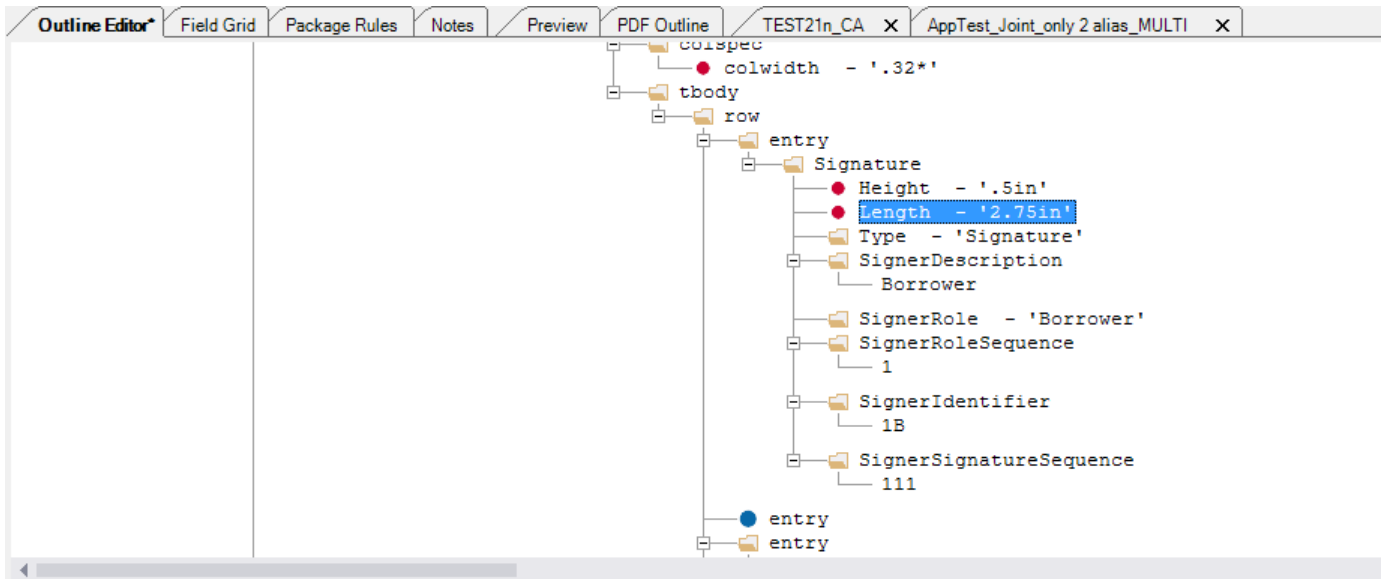 Outline Editor* Field Grid Package Rules Notes Preview PDF Outline TEST21n_CA X AppTest_Joint_only 2 alias_MULTI X
colspec
colwidth - '.32*'
tbody
row
entry
Signature
Height - '.5in'
Length - '2.75in'
Type - 'Signature'
SignerDescription
Borrower
SignerRole - 'Borrower'
SignerRoleSequence
1
SignerIdentifier
1B
SignerSignatureSequence
111
entry
entry